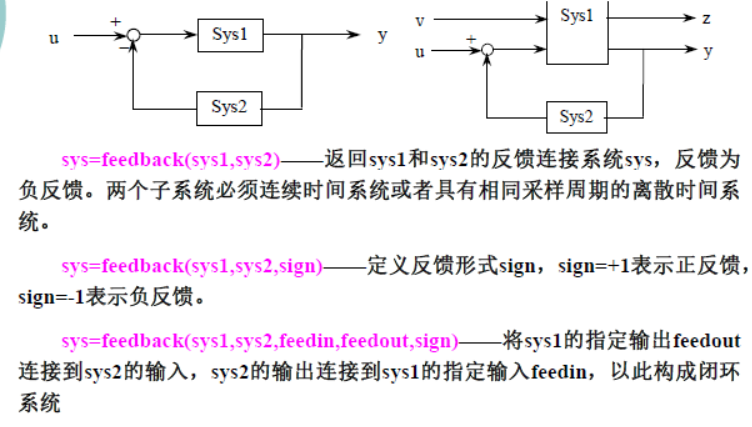 u
+
−
Sys1
y
Sys2
v
u
+
Sys1
z
y
Sys2
sys=feedback(sys1,sys2)——返回sys1和sys2的反馈连接系统sys，反馈为
负反馈。两个子系统必须连续时间系统或者具有相同采样周期的离散时间系
统。
sys=feedback(sys1,sys2,sign)——定义反馈形式sign，sign=+1表示正反馈，
sign=-1表示负反馈。
sys=feedback(sys1,sys2,feedin,feedout,sign)——将sys1的指定输出feedout
连接到sys2的输入，sys2的输出连接到sys1的指定输入feedin，以此构成闭环
系统